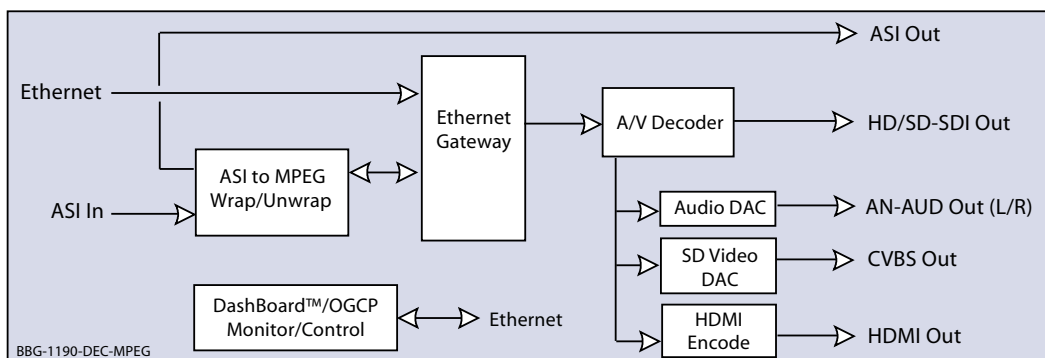 ASI Out
Ethernet
Ethernet
Gateway
A/V Decoder
HD/SD-SDI Out
ASI to MPEG
Wrap/Unwrap
ASI In
Audio DAC
AN-AUD Out (L/R)
SD Video
DAC
CVBS Out
DashBoard™/OGCP
Monitor/Control
Ethernet
HDMI
Encode
HDMI Out
BBG-1190-DEC-MPEG